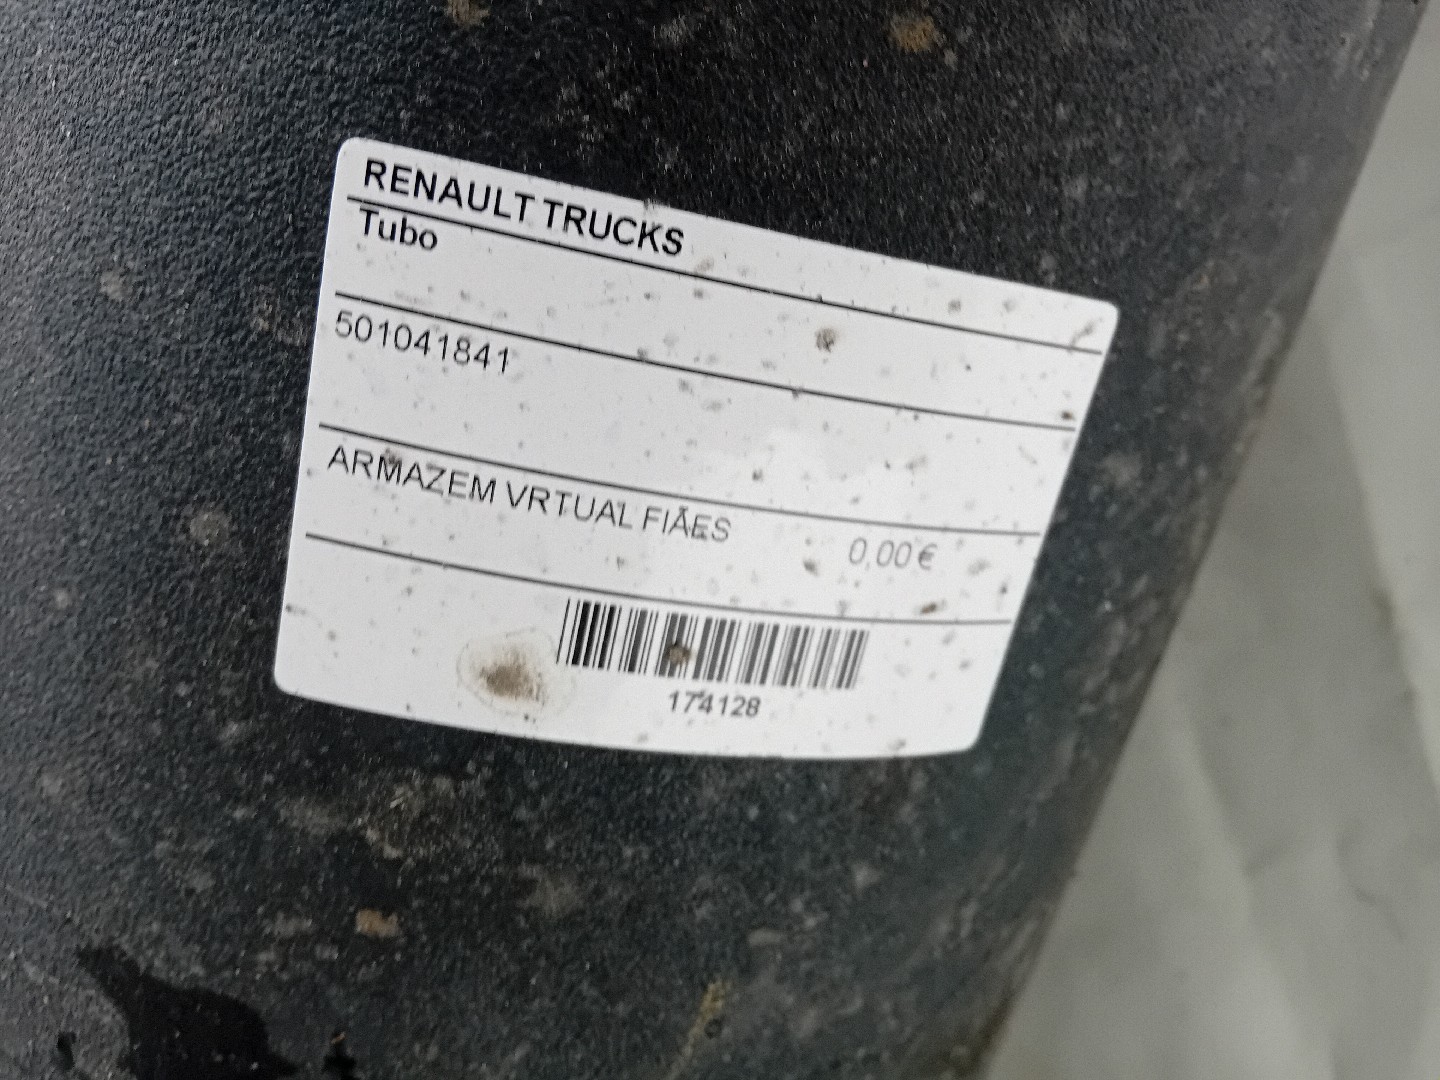 RENAULT TRUCKS
Tubo
501041841
ARMAZEM VRTUAL FIÃES 0,00€
174128